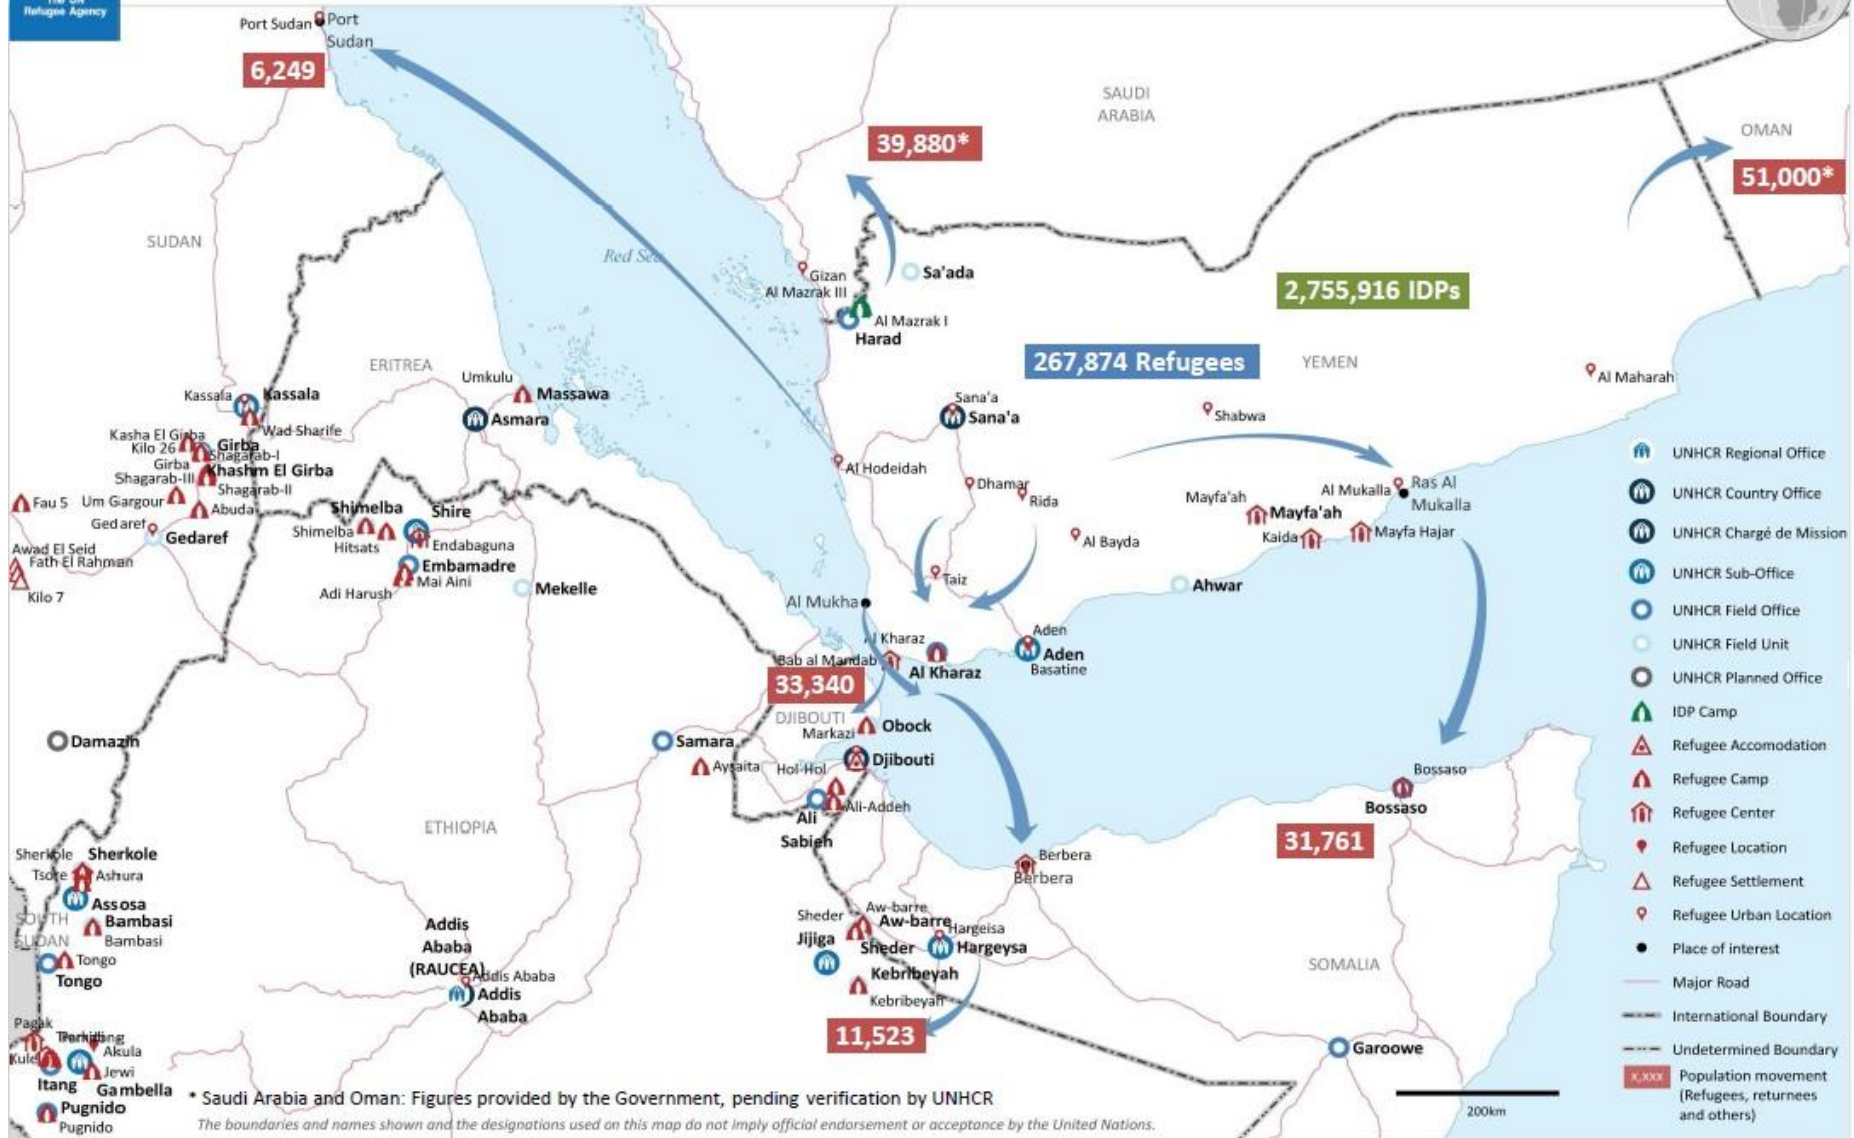 The UN
Refugee Agency
Port Sudan
Port
Sudan
6,249
SAUDI
ARABIA
39,880*
OMAN
51,000*
SUDAN
Red Sea
Gizan
Al Mazrak III
Sa'ada
2,755,916 IDPs
Al Mazrak I
Harad
267,874 Refugees
YEMEN
ERITREA
Umkulu
Massawa
Asmara
Al Maharah
Kassala
Kassala
Wad Sharife
Sana'a
Sana'a
Shabwa
Kasha El Girba
Kilo 26
Girba
Shagarab-I
Girba
Khashm El Girba
Shagarab-III
Shagarab-II
Fau 5
Um Gargour
Abuda
Gedaref
Gedaref
Awad El Seid
Fath El Rahman
Kilo 7
Shimelba
Shire
Shimelba
Hitsats
Endabaguna
Embamadre
Mai Aini
Adi Harush
Mekelle
Al Hodeidah
Dhamar
Rida
Al Bayda
Taiz
Al Mukha
Mayfa'ah
Mayfa'ah
Kaida
Al Mukalla
Ras Al
Mukalla
Mayfa Hajar
Ahwar
Al Kharaz
Bab al Mandab
Al Kharaz
Aden
Aden
Basatine
33,340
DJIBOUTI
Markazi
Obock
Damazin
Samara
Aysaita
Hol-Hol
Djibouti
Ali-Addeh
Ali
Sabieh
Bossaso
Bossaso
31,761
ETHIOPIA
Berbera
Berbera
Sherkole
Sherkole
Tsore
Ashura
Assosa
Bambasi
Bambasi
SOUTH
SUDAN
Tongo
Tongo
Addis
Ababa
(RAUCEA)
Addis Ababa
Addis
Ababa
Aw-barre
Sheder
Aw-barre
Hargeisa
Jijiga
Sheder
Hargeysa
Kebribeyah
Kebribeyah
SOMALIA
11,523
Garoowe
Pagak
Kule
Akula
Jewi
Itang
Gambella
Pugnido
Pugnido
UNHCR Regional Office
UNHCR Country Office
UNHCR Chargé de Mission
UNHCR Sub-Office
UNHCR Field Office
UNHCR Field Unit
UNHCR Planned Office
IDP Camp
Refugee Accomodation
Refugee Camp
Refugee Center
Refugee Location
Refugee Settlement
Refugee Urban Location
Place of interest
Major Road
International Boundary
Undetermined Boundary
x,xxx
Population movement
(Refugees, returnees
and others)
200km
* Saudi Arabia and Oman: Figures provided by the Government, pending verification by UNHCR
The boundaries and names shown and the designations used on this map do not imply official endorsement or acceptance by the United Nations.